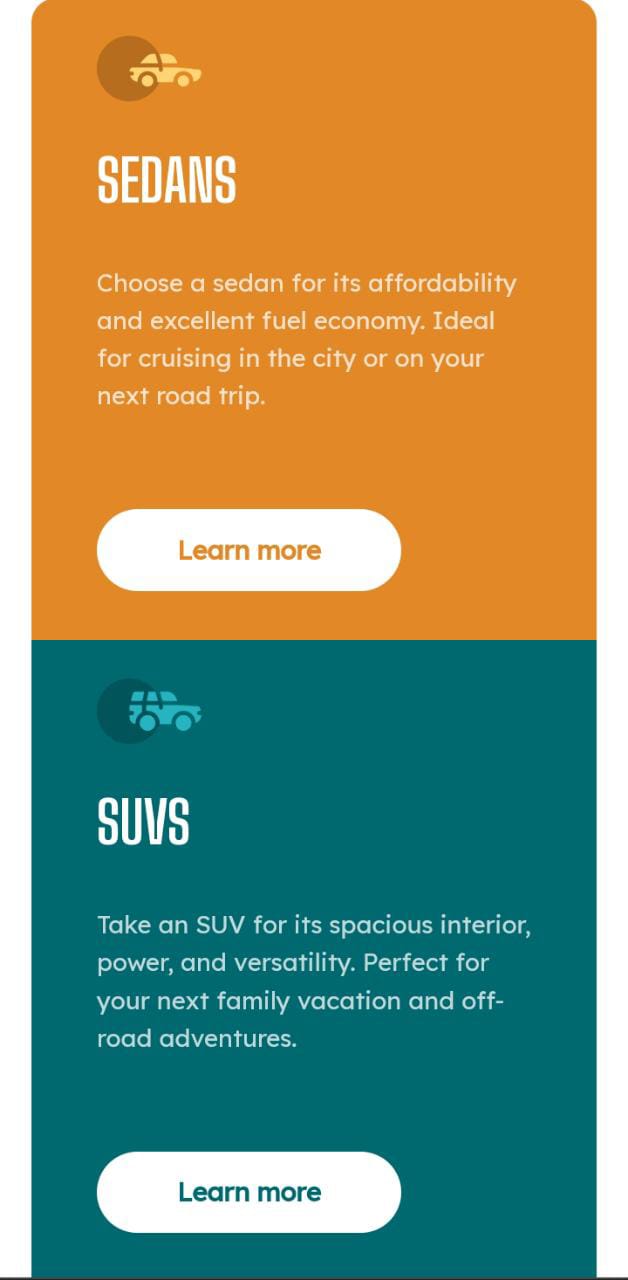 SEDANS
Choose a sedan for its affordability
and excellent fuel economy. Ideal
for cruising in the city or on your
next road trip.
Learn more
SUVS
Take an SUV for its spacious interior,
power, and versatility. Perfect for
your next family vacation and off-
road adventures.
Learn more